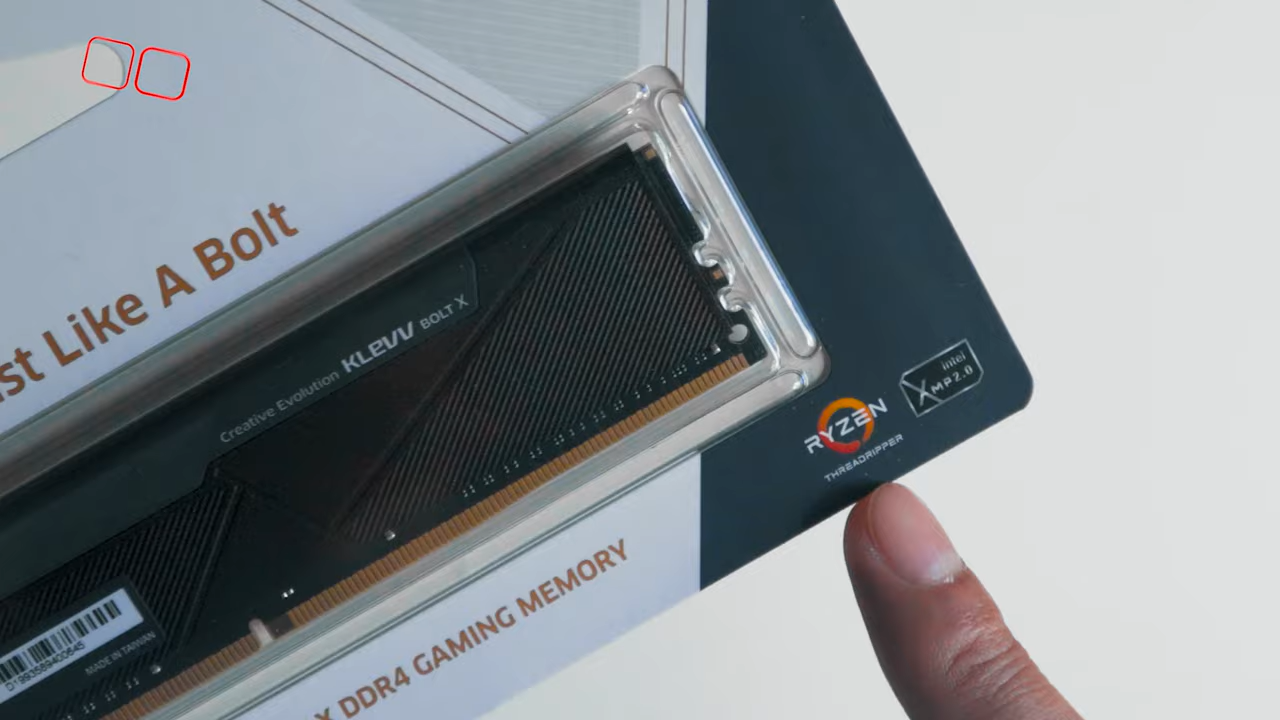 st Like A Bolt
Creative Evolution KLEVV BOLT X
intel
XMP2.0
RYZEN
THREADRIPPER
MADE IN TAIWAN
X DDR4 GAMING MEMORY